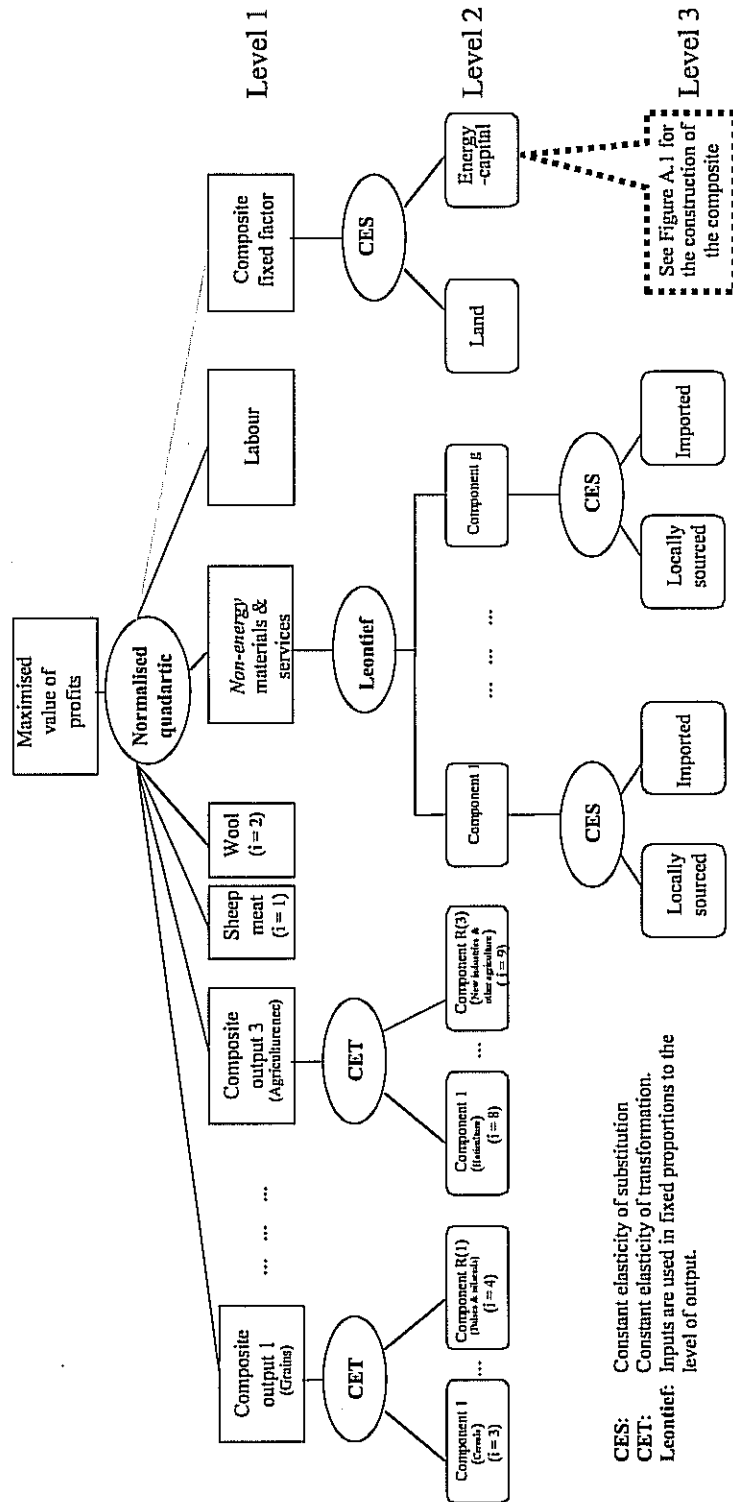 Maximised
value of
profits
Normalised
quadartic
Level 1
Composite
output 1
(Grains)
... ... ...
Composite
output 3
(Agriculturenec)
Sheep
meat
(i = 1)
Wool
(i = 2)
Non-energy
materials &
services
Labour
Composite
fixed factor
CET
CET
Leontief
CES
Level 2
Component 1
(Cereals)
(i = 3)
...
Component R(1)
(Pulses & oilseeds)
(i = 4)
Component 1
(Horticulture)
(i = 8)
...
Component R(3)
(New industries &
other agriculture)
(i = 9)
Component 1
... ... ...
Component g
Land
Energy
-capital
CES
CES
Level 3
Locally
sourced
Imported
Locally
sourced
Imported
See Figure A.1 for
the construction of
the composite
CES: Constant elasticity of substitution
CET: Constant elasticity of transformation.
Leontief: Inputs are used in fixed proportions to the
level of output.